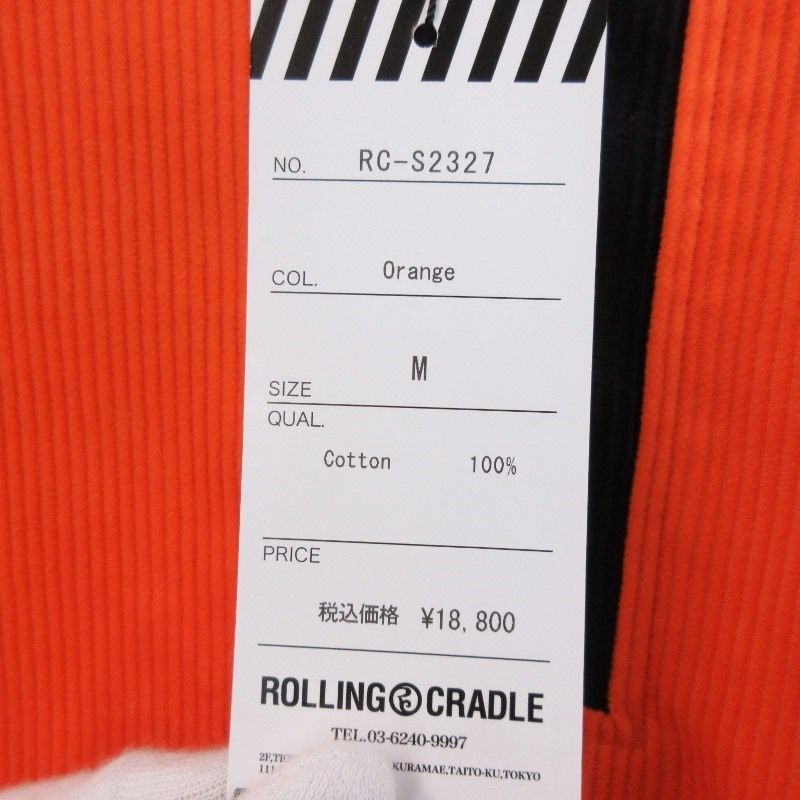 NO. RC-S2327
COL. Orange
SIZE M
QUAL.
Cotton 100%
PRICE
税込価格 ¥18,800
ROLLING CRADLE
TEL.03-6240-9997
2F,
KURAMAE,TAITO-KU,TOKYO